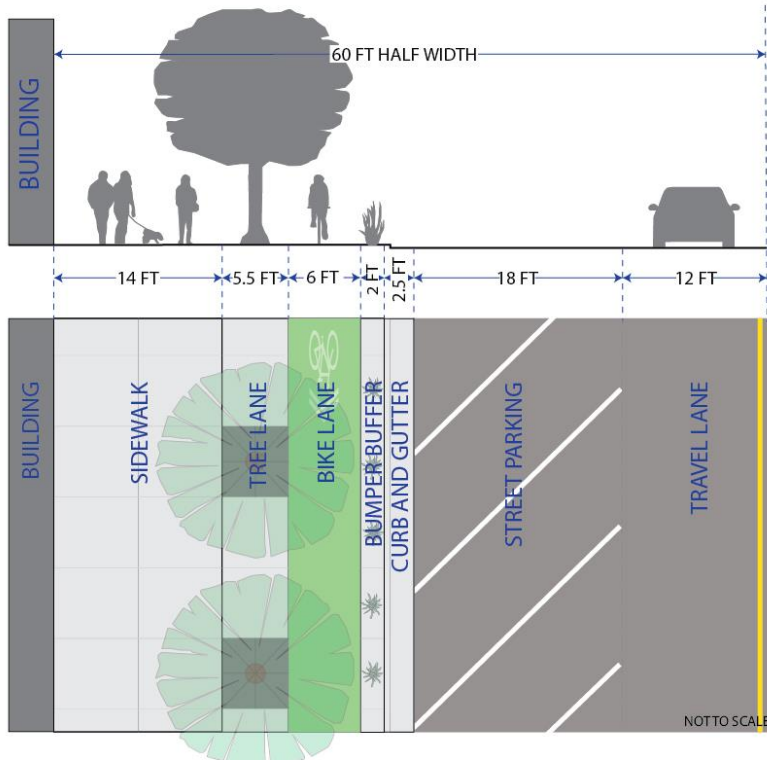 60 FT HALF WIDTH
BUILDING
14 FT
5.5 FT
6 FT
2 FT
2.5 FT
18 FT
12 FT
BUILDING
SIDEWALK
TREE LANE
BIKE LANE
BUMPER BUFFER
CURB AND GUTTER
STREET PARKING
TRAVEL LANE
NOT TO SCALE